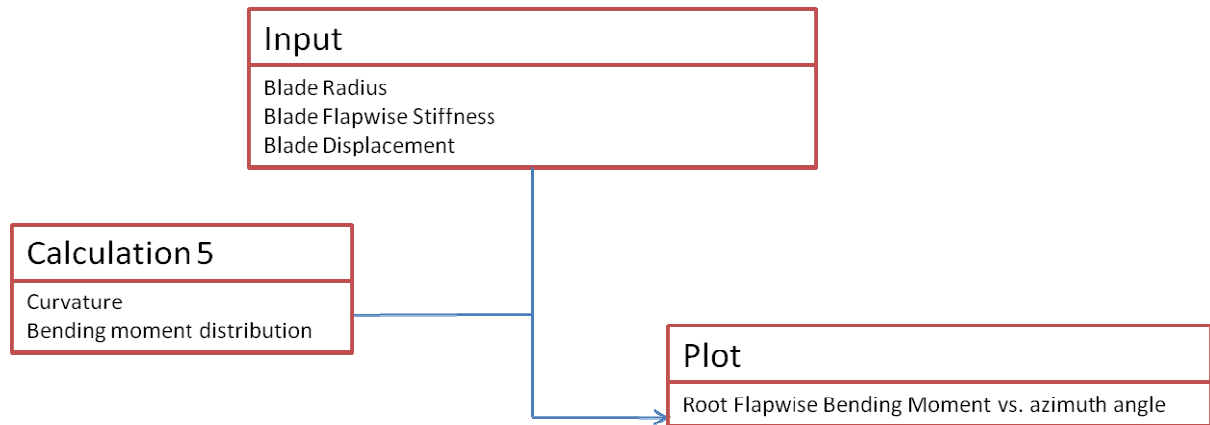 Input
Blade Radius
Blade Flapwise Stiffness
Blade Displacement
Calculation 5
Curvature
Bending moment distribution
Plot
Root Flapwise Bending Moment vs. azimuth angle